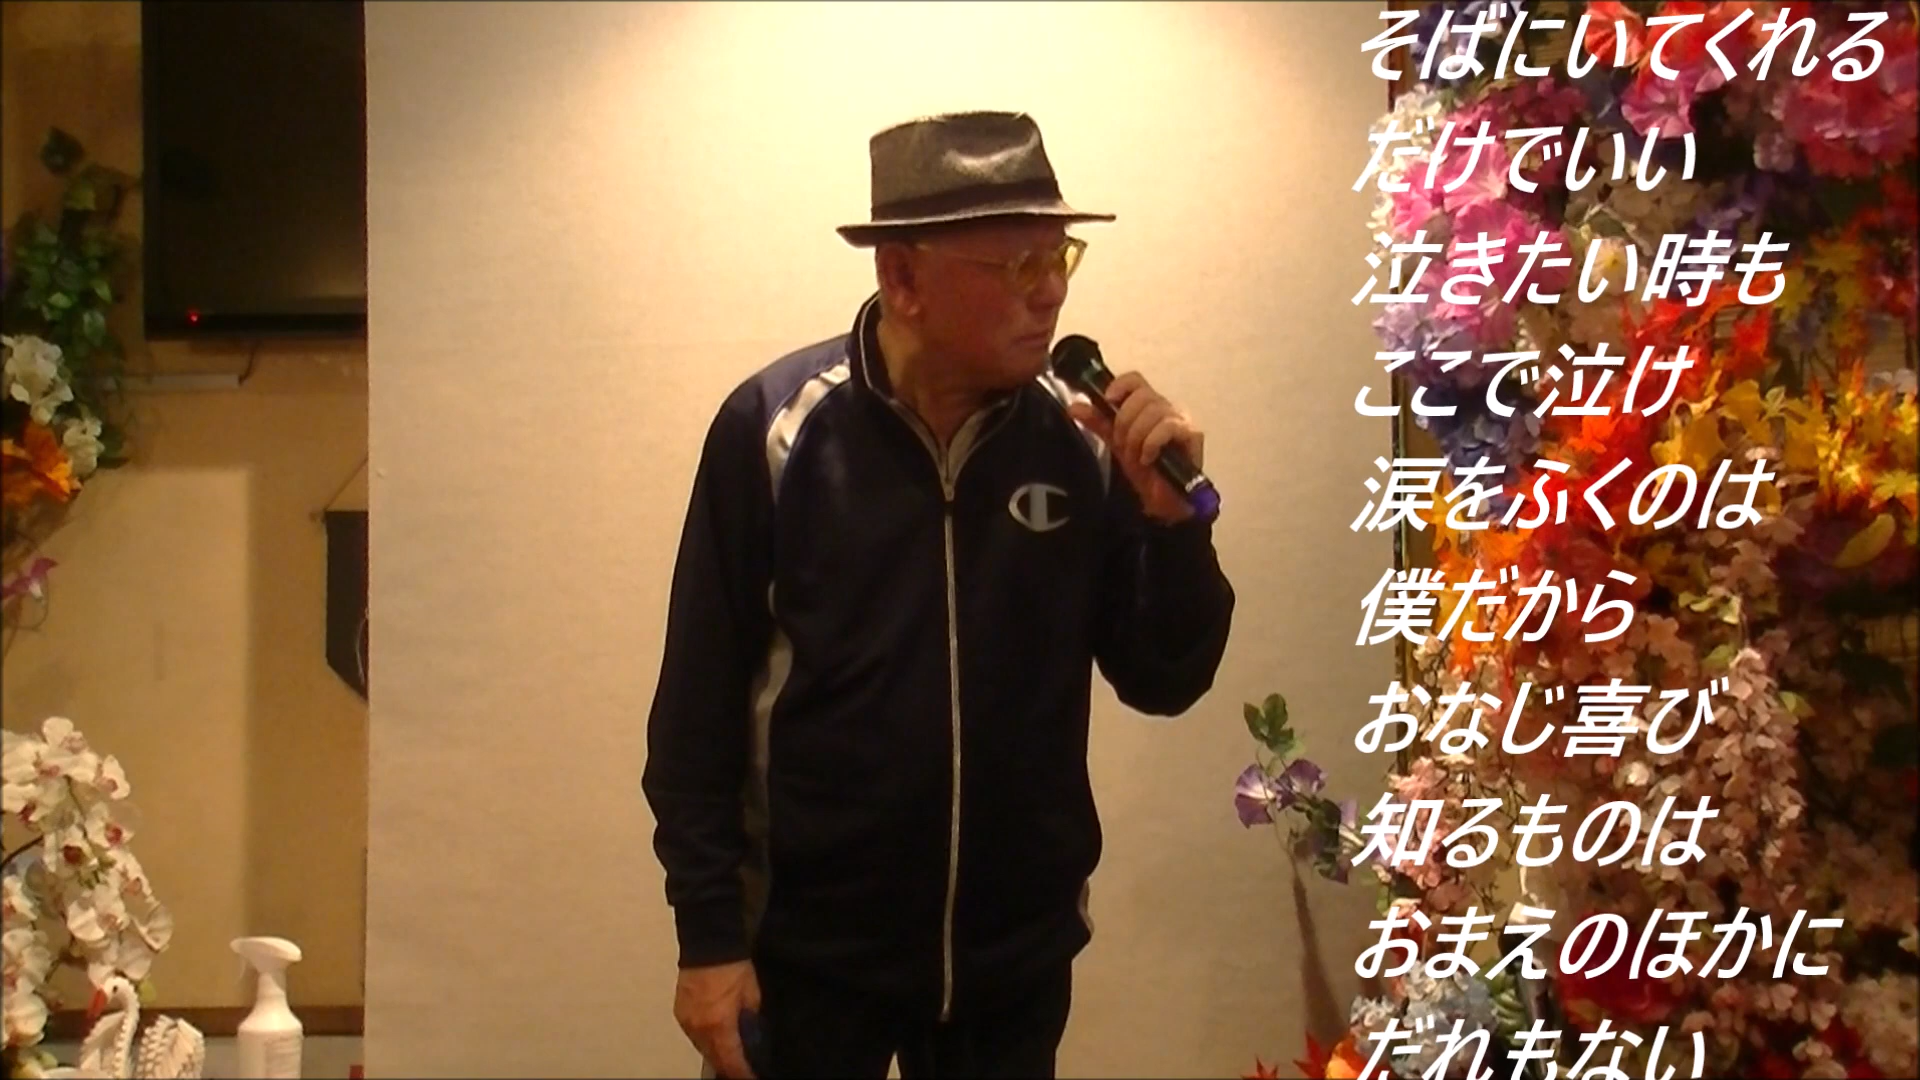 そばにいてくれる
だけでいい
泣きたい時も
ここで泣け
涙をふくのは
僕だから
おなじ喜び
知るものは
おまえのほかに
だれもない